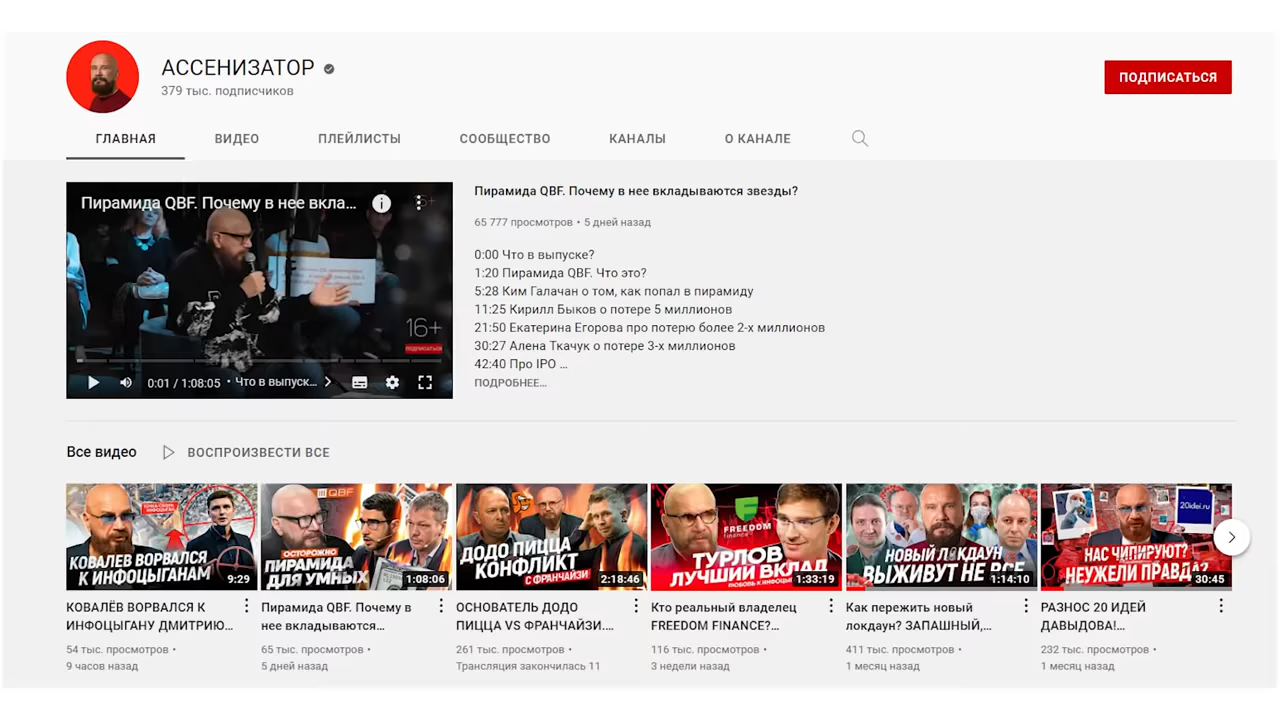 АССЕНИЗАТОР
379 тыс. подписчиков
ПОДПИСАТЬСЯ
ГЛАВНАЯ
ВИДЕО
ПЛЕЙЛИСТЫ
СООБЩЕСТВО
КАНАЛЫ
О КАНАЛЕ
Пирамида QBF. Почему в нее вкла...
16+
ПОДПИСАТЬСЯ
0:01 / 1:08:05 • Что в выпуск...
Пирамида QBF. Почему в нее вкладываются звезды?
65 777 просмотров • 5 дней назад
0:00 Что в выпуске?
1:20 Пирамида QBF. Что это?
5:28 Ким Галачан о том, как попал в пирамиду
11:25 Кирилл Быков о потере 5 миллионов
21:50 Екатерина Егорова про потерю более 2-х миллионов
30:27 Алена Ткачук о потере 3-х миллионов
42:40 Про IPO ...
ПОДРОБНЕЕ...
Все видео
ВОСПРОИЗВЕСТИ ВСЕ
КОВАЛЕВ ВОРВАЛСЯ
К ИНФОЦЫГАНАМ
9:29
КОВАЛЁВ ВОРВАЛСЯ К
ИНФОЦЫГАНУ ДМИТРИЮ...
54 тыс. просмотров •
9 часов назад
QBF
ОСТОРОЖНО
ПИРАМИДА
ДЛЯ УМНЫХ
1:08:06
Пирамида QBF. Почему в
нее вкладываются...
65 тыс. просмотров •
5 дней назад
ДОДО ПИЦЦА
КОНФЛИКТ
С ФРАНЧАЙЗИ
2:18:46
ОСНОВАТЕЛЬ ДОДО
ПИЦЦА VS ФРАНЧАЙЗИ....
261 тыс. просмотров •
Трансляция закончилась 11
FREEDOM
finance
ТУРЛОВ
ЛУЧШИЙ ВКЛАД
1:33:19
Кто реальный владелец
FREEDOM FINANCE?...
116 тыс. просмотров •
3 недели назад
НОВЫЙ ЛОКДАУН
ВЫЖИВУТ НЕ ВСЕ
1:14:10
Как пережить новый
локдаун? ЗАПАШНЫЙ,...
411 тыс. просмотров •
1 месяц назад
20idei.ru
НАС ЧИПИРУЮТ?
НЕУЖЕЛИ ПРАВДА?
30:45
РАЗНОС 20 ИДЕЙ
ДАВЫДОВА!...
232 тыс. просмотров •
1 месяц назад